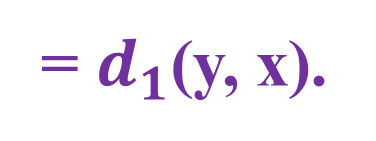 = d₁(y, x).